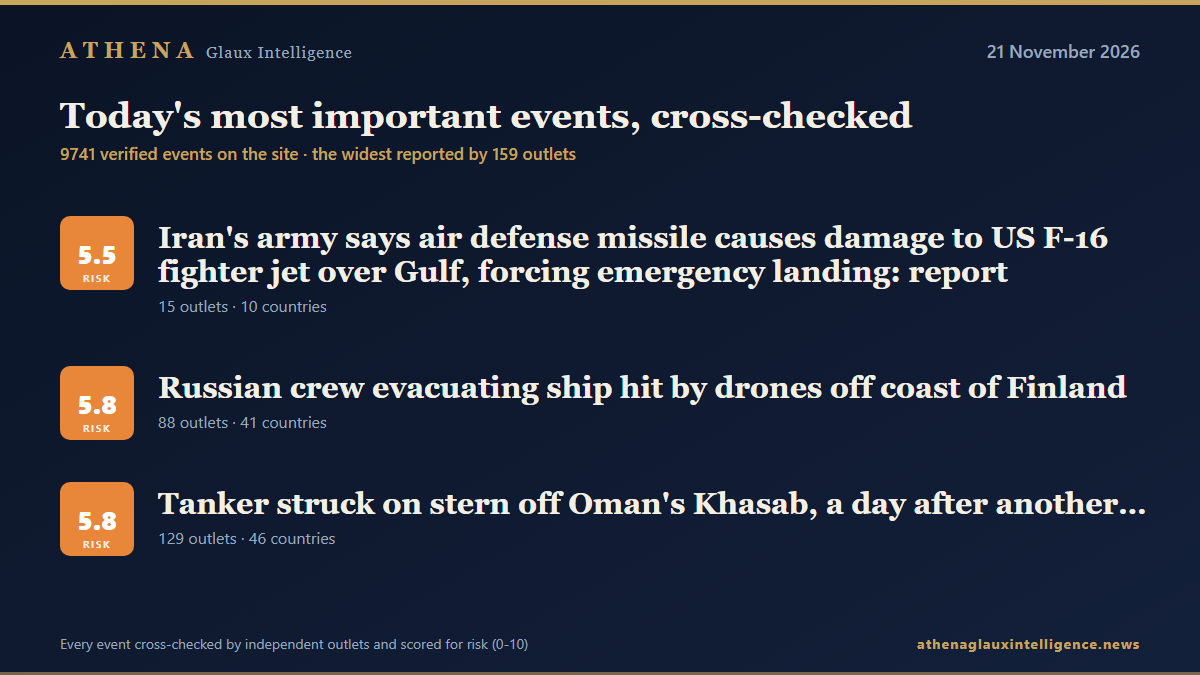 ATHENA Glaux Intelligence
21 November 2026
Today's most important events, cross-checked
9741 verified events on the site · the widest reported by 159 outlets
5.5
RISK
Iran's army says air defense missile causes damage to US F-16
fighter jet over Gulf, forcing emergency landing: report
15 outlets · 10 countries
5.8
RISK
Russian crew evacuating ship hit by drones off coast of Finland
88 outlets · 41 countries
5.8
RISK
Tanker struck on stern off Oman's Khasab, a day after another...
129 outlets · 46 countries
Every event cross-checked by independent outlets and scored for risk (0-10)
athenaglauxintelligence.news